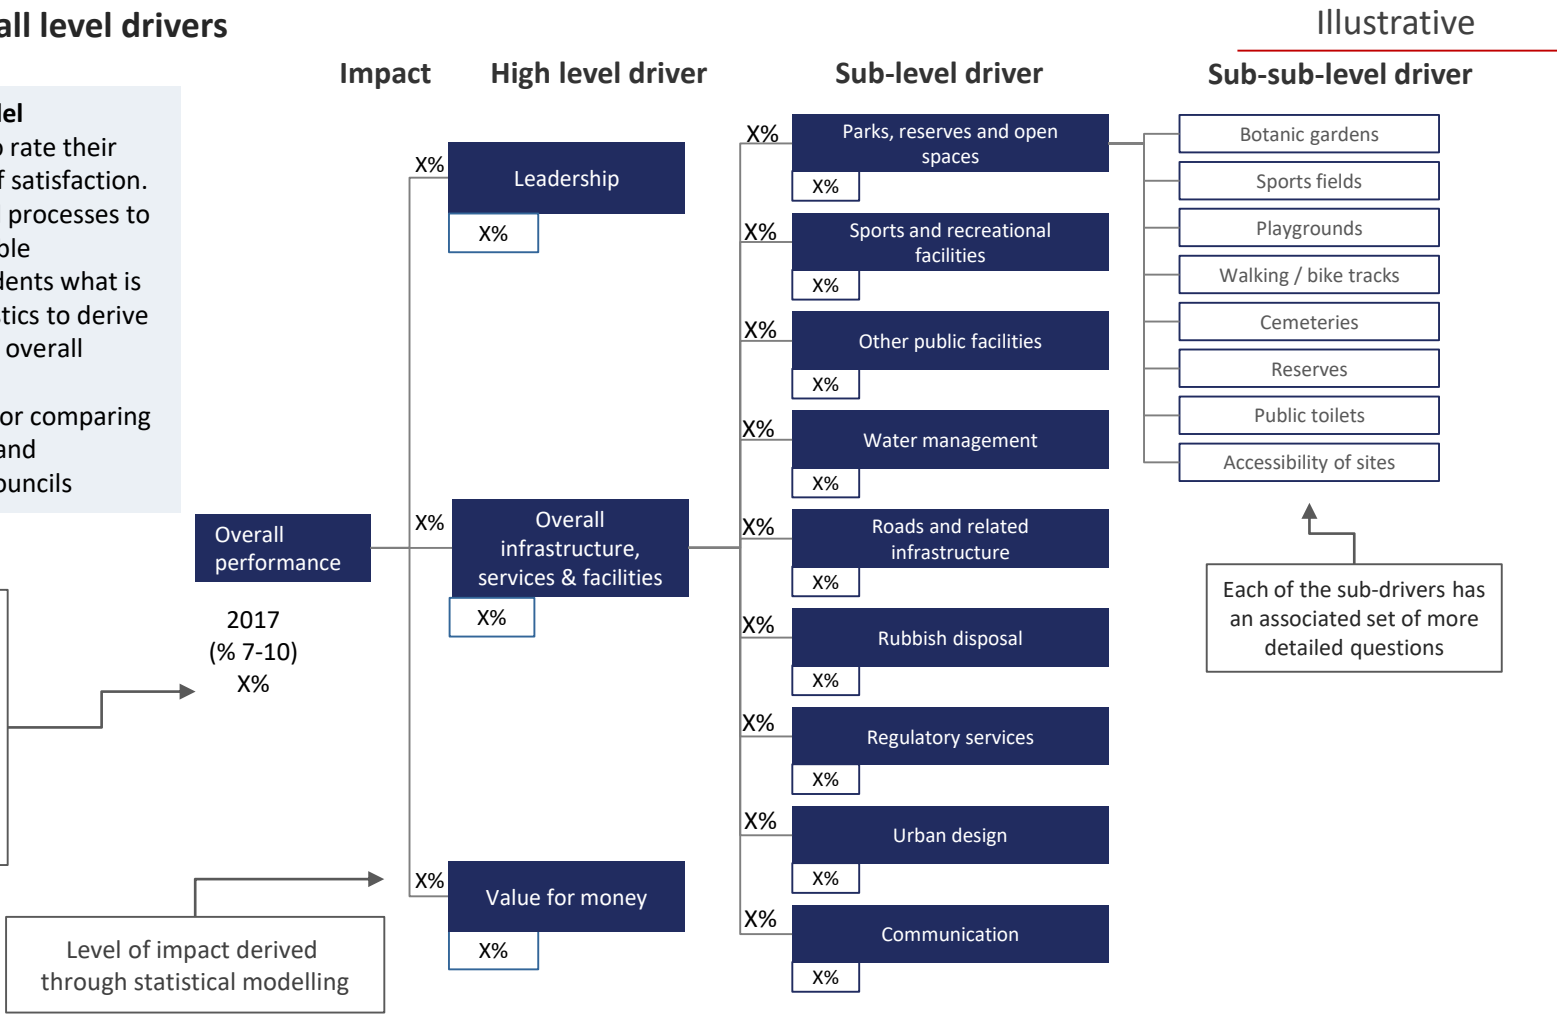 all level drivers
Illustrative
Impact
High level driver
Sub-level driver
Sub-sub-level driver
del
o rate their
f satisfaction.
l processes to
ble
dents what is
stics to derive
overall
or comparing
and
ouncils
Overall
performance
2017
(% 7-10)
X%
Level of impact derived
through statistical modelling
X%
Leadership
X%
X%
Overall
infrastructure,
services & facilities
X%
X%
Value for money
X%
X%
Parks, reserves and open
spaces
X%
X%
Sports and recreational
facilities
X%
X%
Other public facilities
X%
X%
Water management
X%
X%
Roads and related
infrastructure
X%
X%
Rubbish disposal
X%
X%
Regulatory services
X%
X%
Urban design
X%
X%
Communication
X%
Botanic gardens
Sports fields
Playgrounds
Walking / bike tracks
Cemeteries
Reserves
Public toilets
Accessibility of sites
Each of the sub-drivers has
an associated set of more
detailed questions